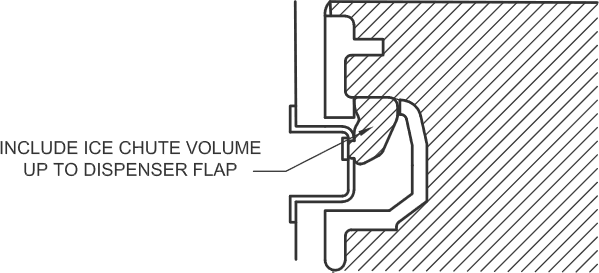 INCLUDE ICE CHUTE VOLUME
UP TO DISPENSER FLAP